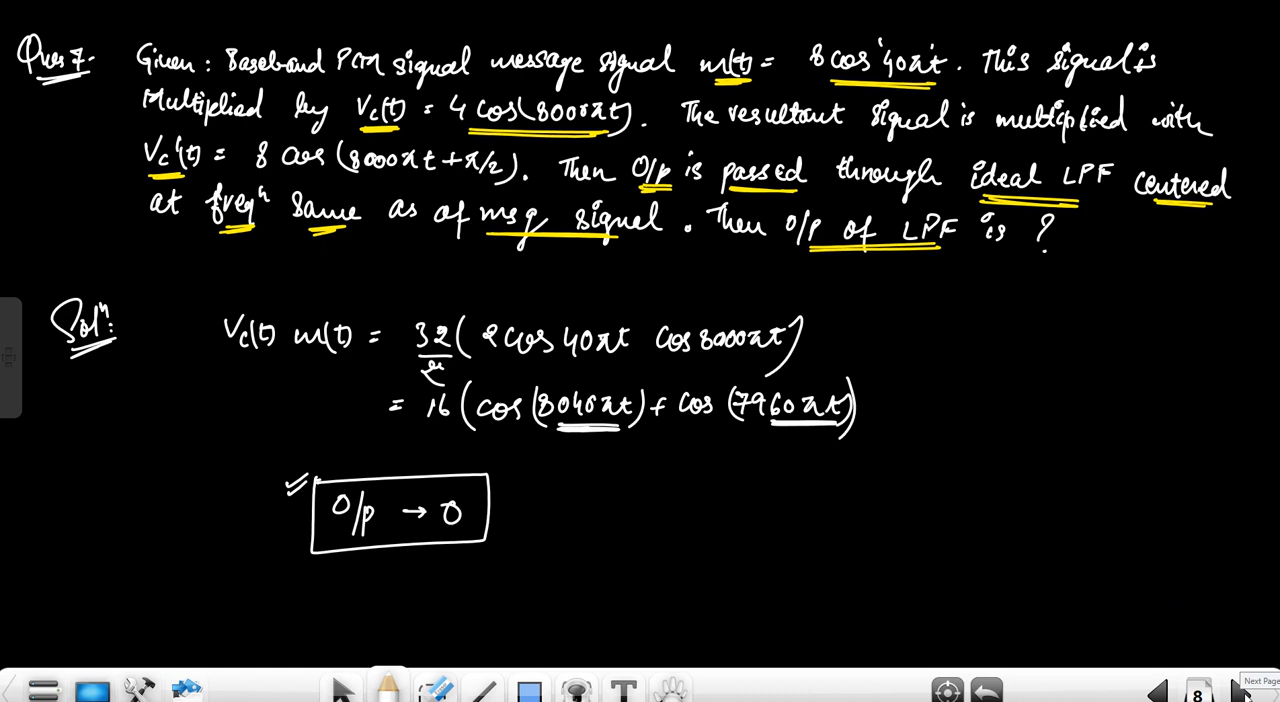 Ques 7. Given: Baseband PAM signal message signal m(t) = 8 cos 40πt. This signal is
Multiplied by Vc(t) = 4 cos(8000πt). The resultant signal is multiplied with
Vc'(t) = 8 cos (8000πt + π/2). Then O/p is passed through ideal LPF centered
at freqⁿ same as of msg signal. Then O/p of LPF is ?
Solⁿ: Vc(t) m(t) = 32/2 ( 2 cos 40πt cos 8000πt)
= 16 (cos (8040πt) + cos (7960πt))
O/p → 0
Next Page
8